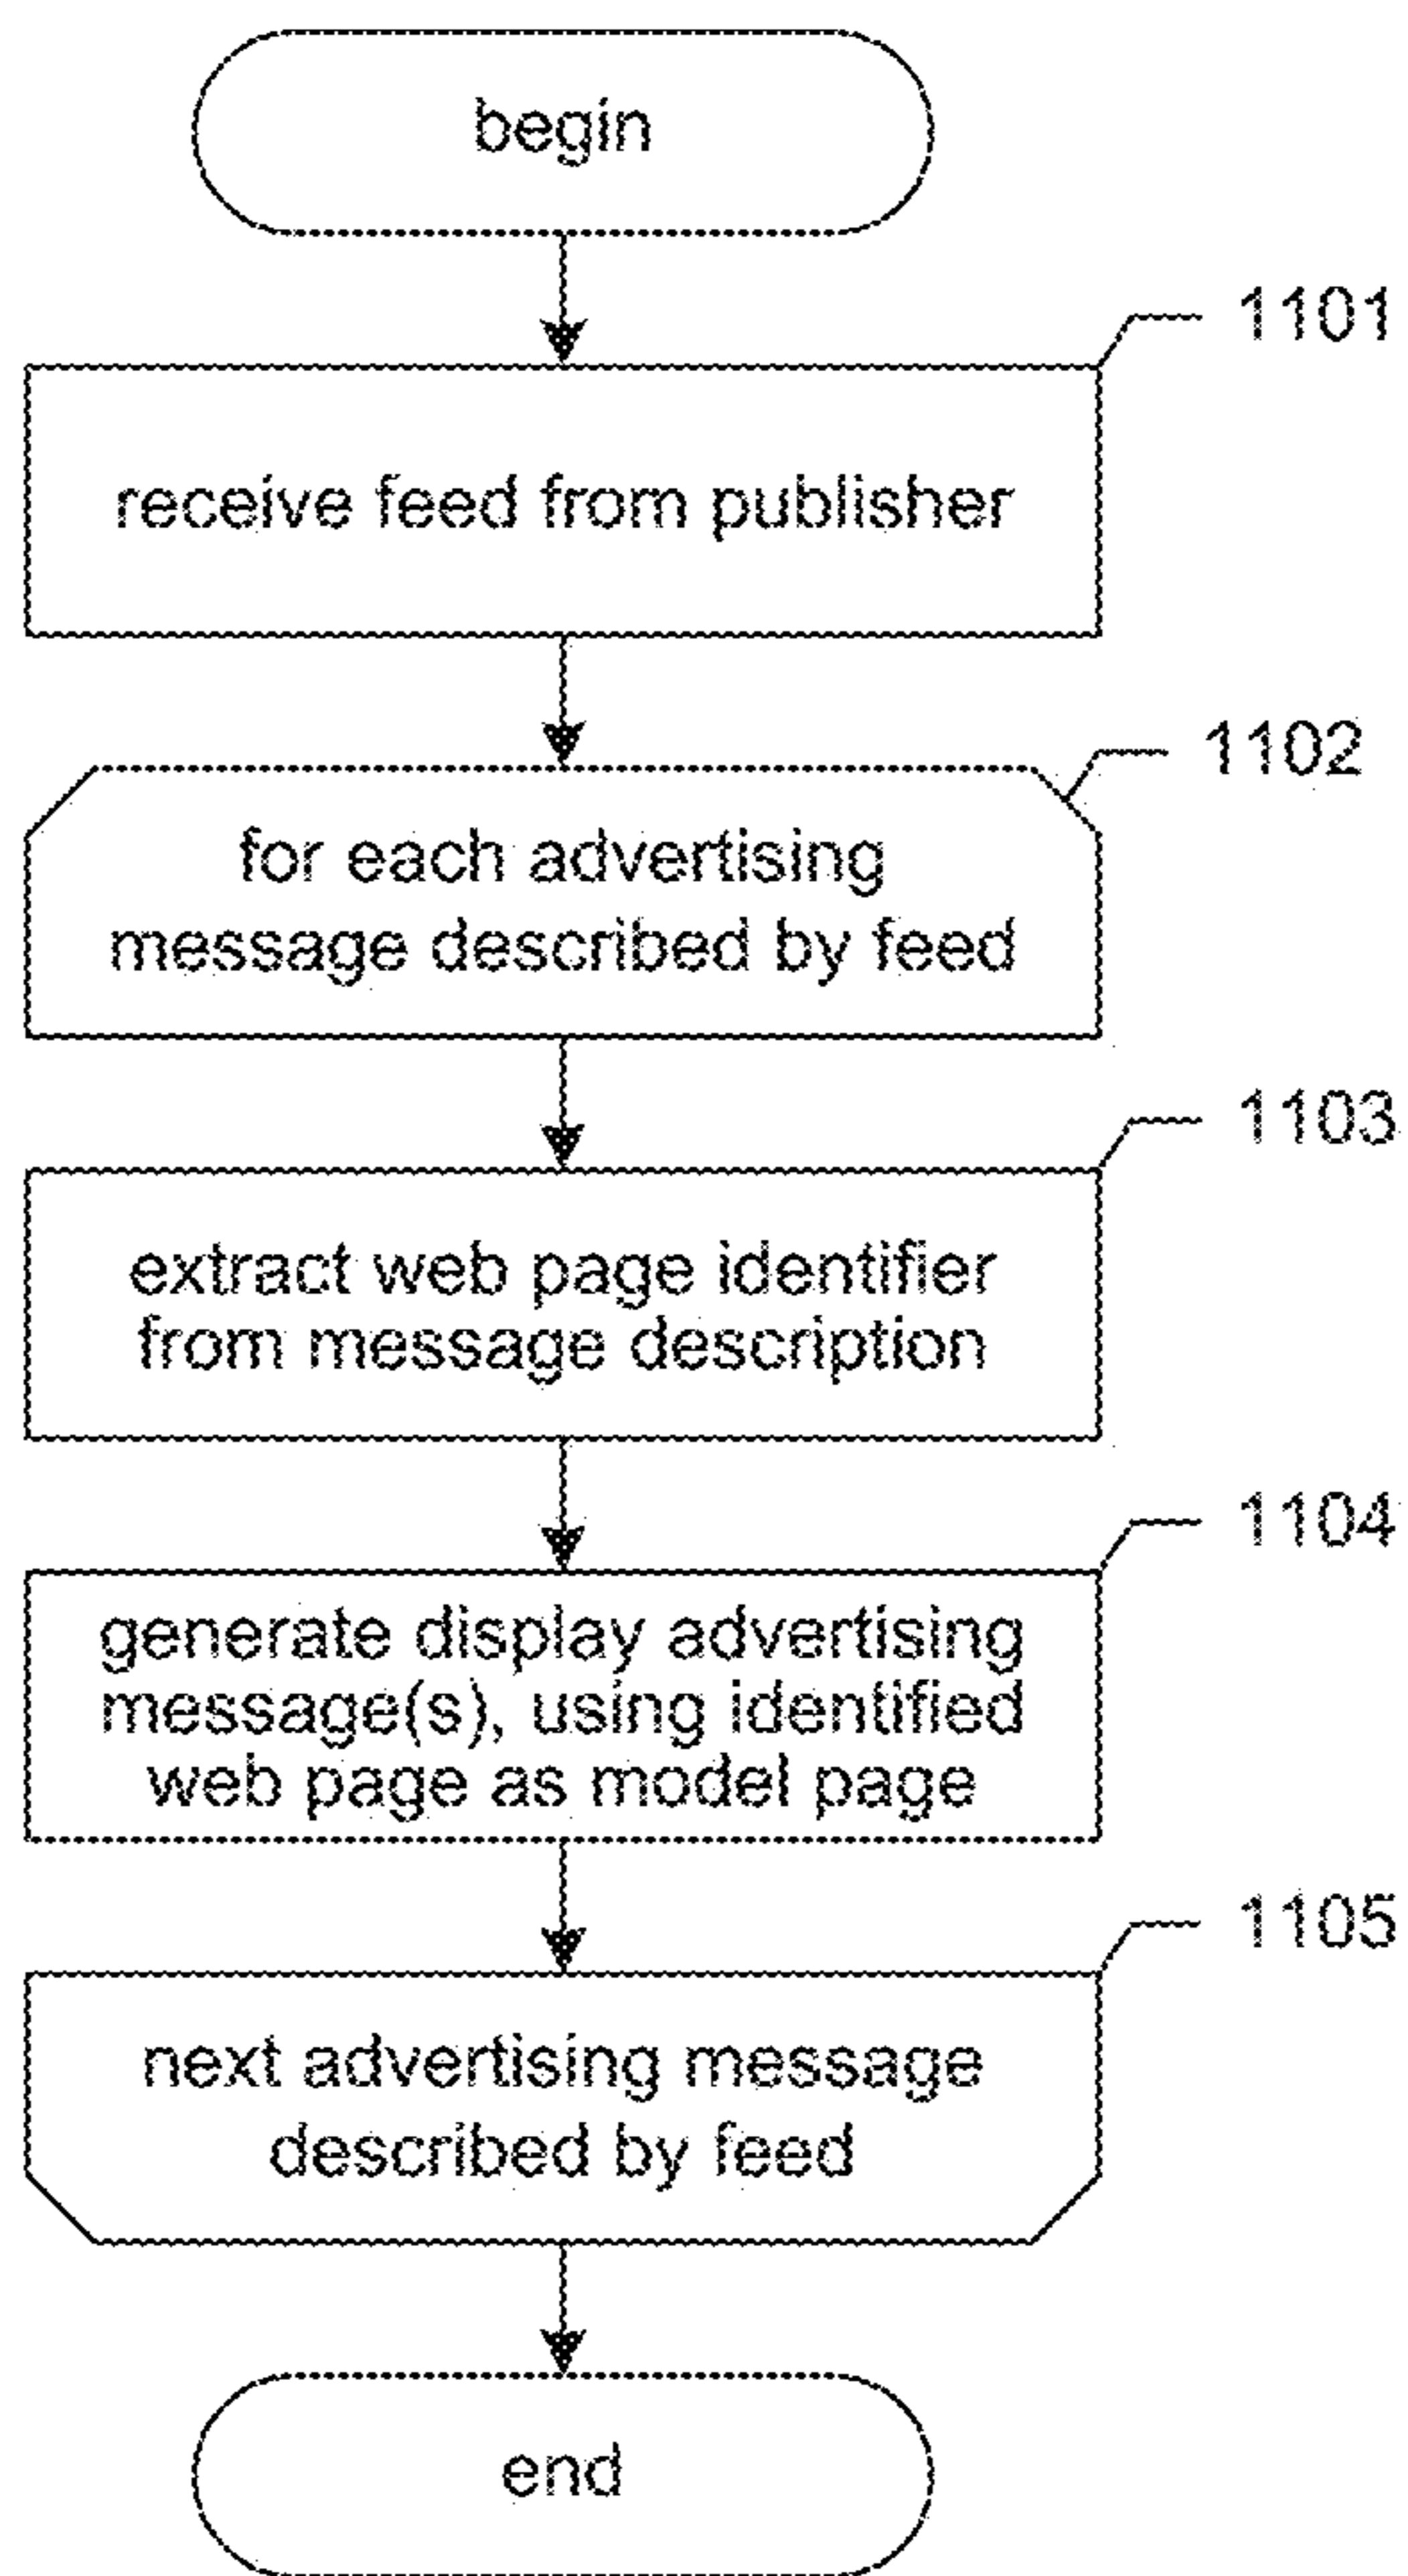 begin
1101
receive feed from publisher
1102
for each advertising
message described by feed
1103
extract web page identifier
from message description
1104
generate display advertising
message(s), using identified
web page as model page
1105
next advertising message
described by feed
end